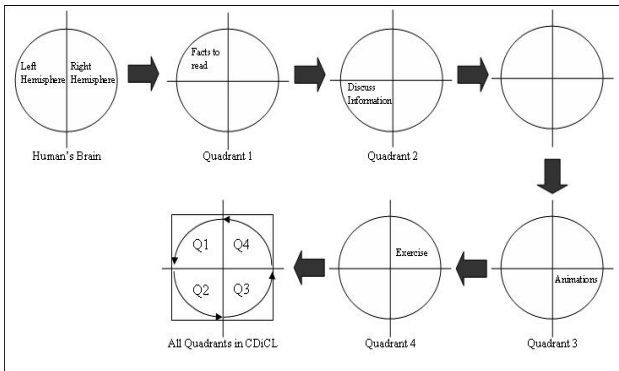 Left
Hemisphere
Right
Hemisphere
Human's Brain
Facts to
read
Quadrant 1
Discuss
Information
Quadrant 2
Animations
Quadrant 3
Exercise
Quadrant 4
Q1
Q4
Q2
Q3
All Quadrants in CDiCL